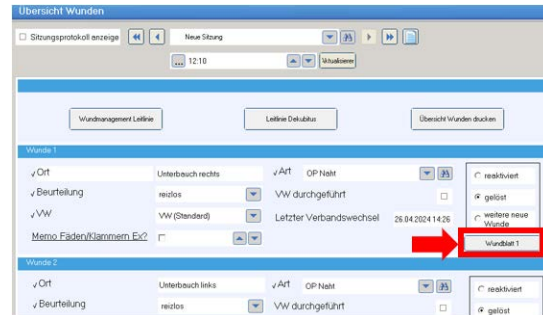 Übersicht Wunden
Sitzungsprotokoll anzeige Neue Sitzung
... 12:10 Aktualisieren
Wundmanagement Leitlinie Leitlinie Dekubitus Übersicht Wunden drucken
Wunde 1
√ Ort Unterbauch rechts √ Art OP Naht reaktiviert
√ Beurteilung reizlos VW durchgeführt gelöst
√ VW VW (Standard) Letzter Verbandswechsel 26.04.2024 14:26 weitere neue
Wunde
Memo Fäden/Klammern Ex? Wundblatt 1
Wunde 2
√ Ort Unterbauch links √ Art OP Naht reaktiviert
√ Beurteilung reizlos VW durchgeführt gelöst